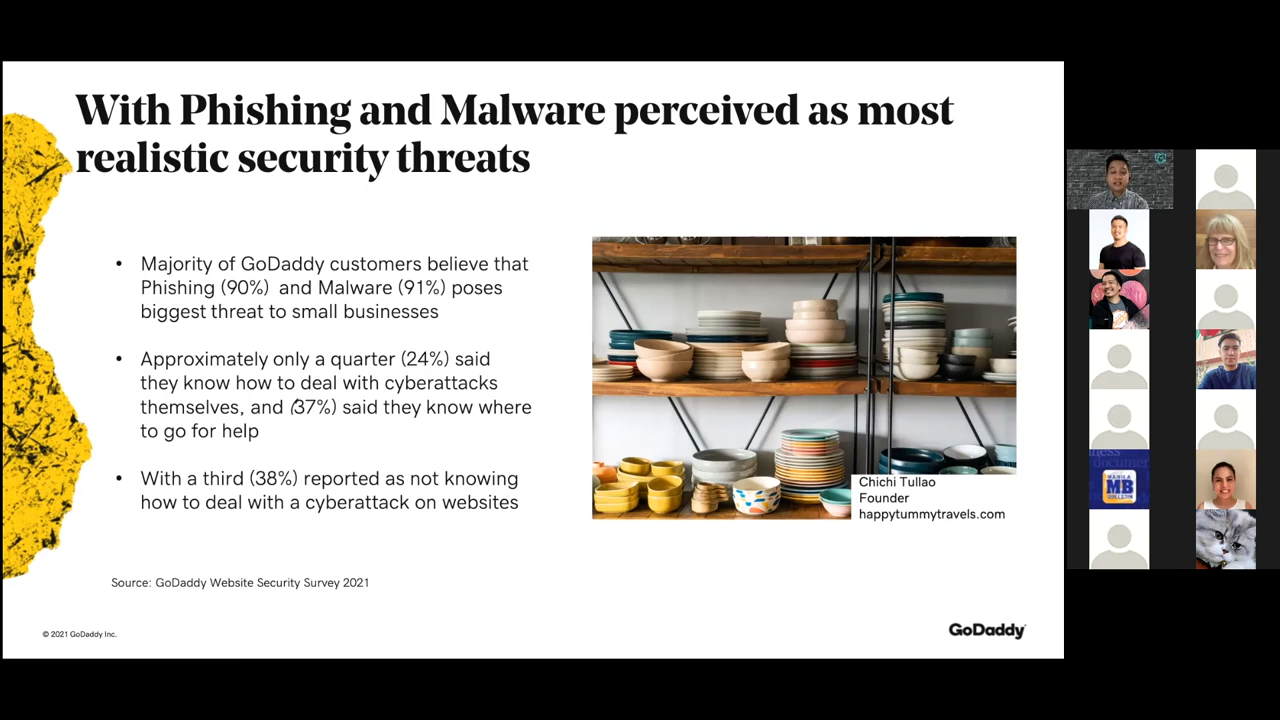 With Phishing and Malware perceived as most
realistic security threats
• Majority of GoDaddy customers believe that
Phishing (90%) and Malware (91%) poses
biggest threat to small businesses
• Approximately only a quarter (24%) said
they know how to deal with cyberattacks
themselves, and (37%) said they know where
to go for help
• With a third (38%) reported as not knowing
how to deal with a cyberattack on websites
Chichi Tullao
Founder
happytummytravels.com
Source: GoDaddy Website Security Survey 2021
© 2021 GoDaddy Inc.
GoDaddy
MANILA
MB
BULLETIN